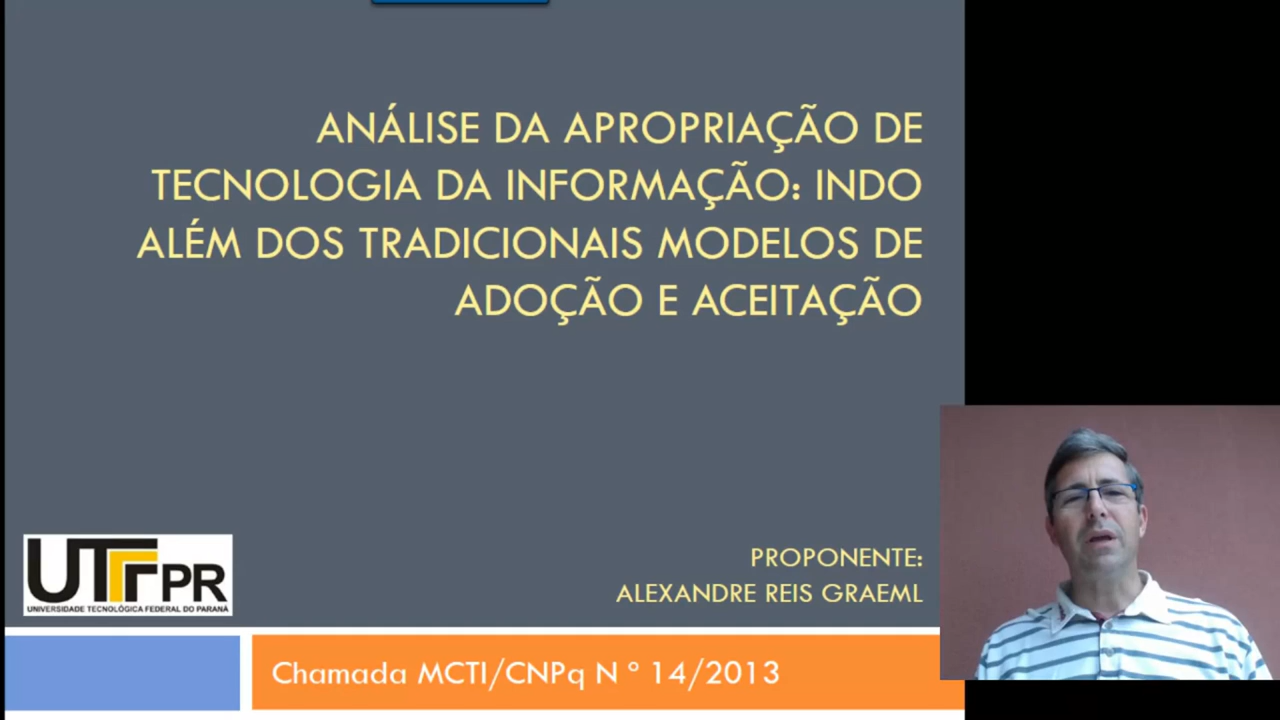 ANÁLISE DA APROPRIAÇÃO DE
TECNOLOGIA DA INFORMAÇÃO: INDO
ALÉM DOS TRADICIONAIS MODELOS DE
ADOÇÃO E ACEITAÇÃO
UTFPR
UNIVERSIDADE TECNOLÓGICA FEDERAL DO PARANÁ
PROPONENTE:
ALEXANDRE REIS GRAEML
Chamada MCTI/CNPq N º 14/2013